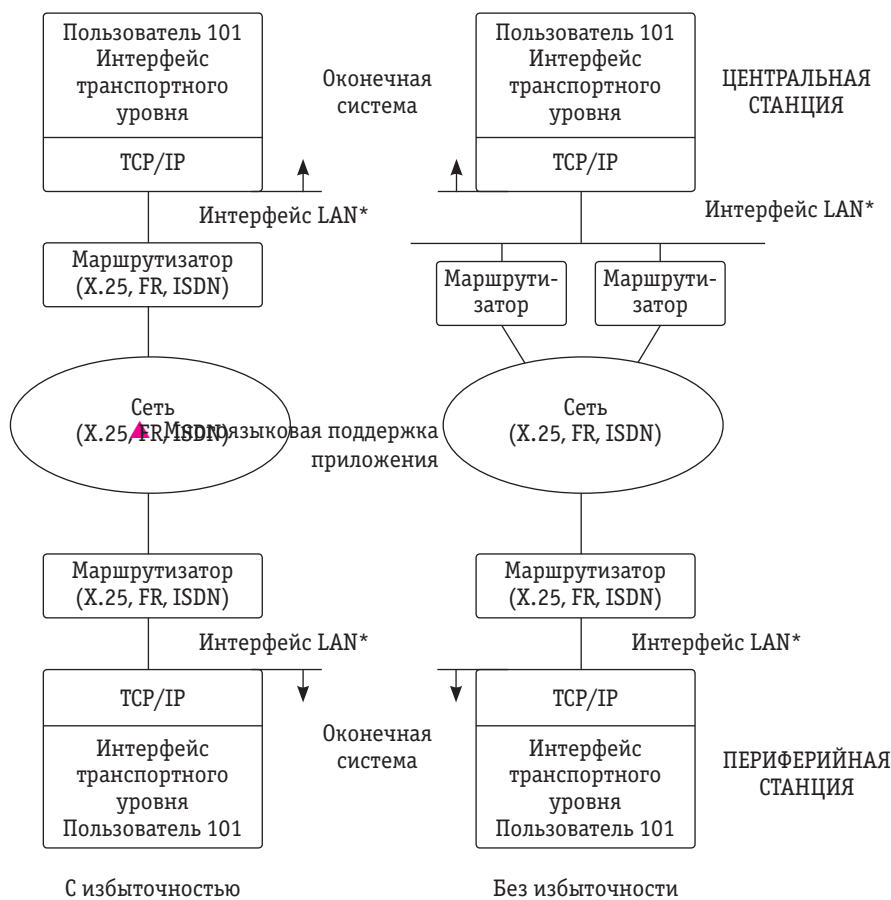 Пользователь 101
Интерфейс
транспортного
уровня
TCP/IP
Оконечная
система
Пользователь 101
Интерфейс
транспортного
уровня
TCP/IP
ЦЕНТРАЛЬНАЯ
СТАНЦИЯ
Интерфейс LAN*
Интерфейс LAN*
Маршрутизатор
(X.25, FR, ISDN)
Маршрути-
затор
Маршрути-
затор
Сеть
(X.25, FR, ISDN)
Многоязыковая поддержка
приложения
Сеть
(X.25, FR, ISDN)
Маршрутизатор
(X.25, FR, ISDN)
Маршрутизатор
(X.25, FR, ISDN)
Интерфейс LAN*
Интерфейс LAN*
TCP/IP
Интерфейс
транспортного
уровня
Пользователь 101
Оконечная
система
TCP/IP
Интерфейс
транспортного
уровня
Пользователь 101
ПЕРИФЕРИЙНАЯ
СТАНЦИЯ
С избыточностью
Без избыточности